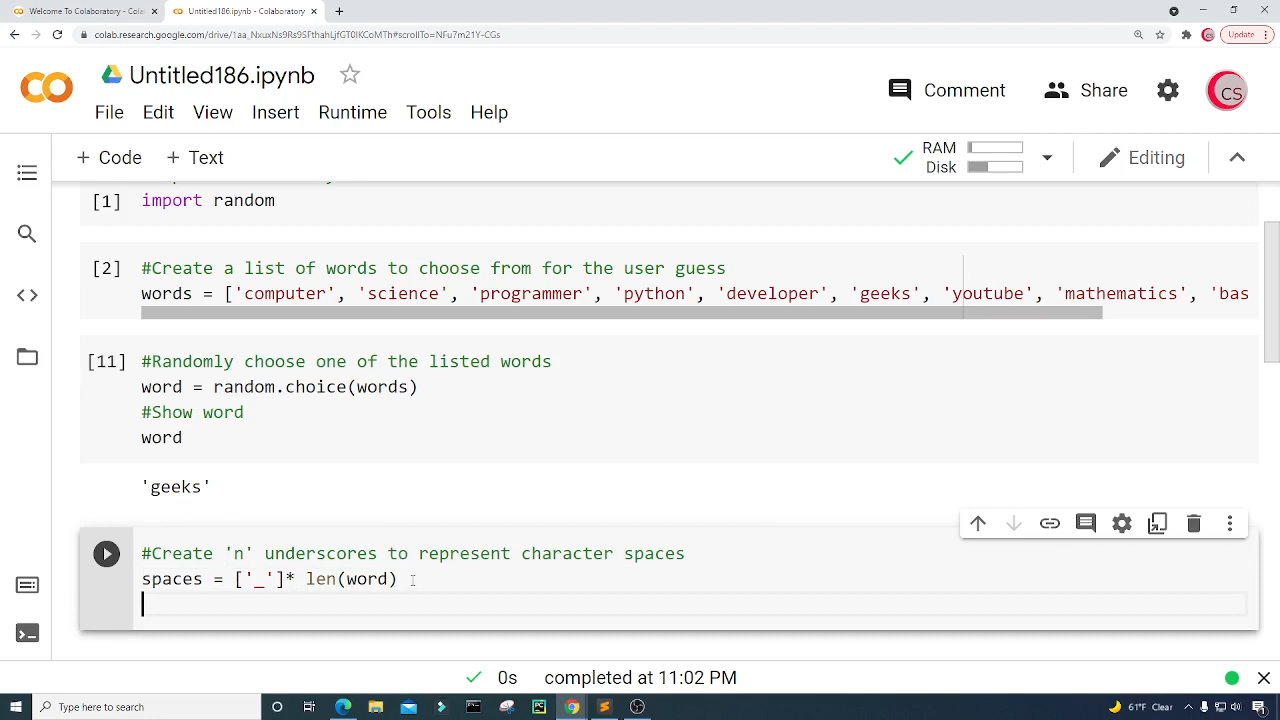 Welcome To Colaboratory - Colab
Untitled186.ipynb - Colaboratory
colab.research.google.com/drive/1aa_NxuxNs9Rs9SFthahLjfGT0IKCoMTh#scrollTo=NFu7m21Y-CGs
Update
Untitled186.ipynb
Comment
Share
CS
File Edit View Insert Runtime Tools Help
+ Code + Text
RAM
Disk
Editing
[1] import random
[2] #Create a list of words to choose from for the user guess
words = ['computer', 'science', 'programmer', 'python', 'developer', 'geeks', 'youtube', 'mathematics', 'bas
[11] #Randomly choose one of the listed words
word = random.choice(words)
#Show word
word
'geeks'
#Create 'n' underscores to represent character spaces
spaces = ['_']* len(word)
0s completed at 11:02 PM
Type here to search
61°F Clear